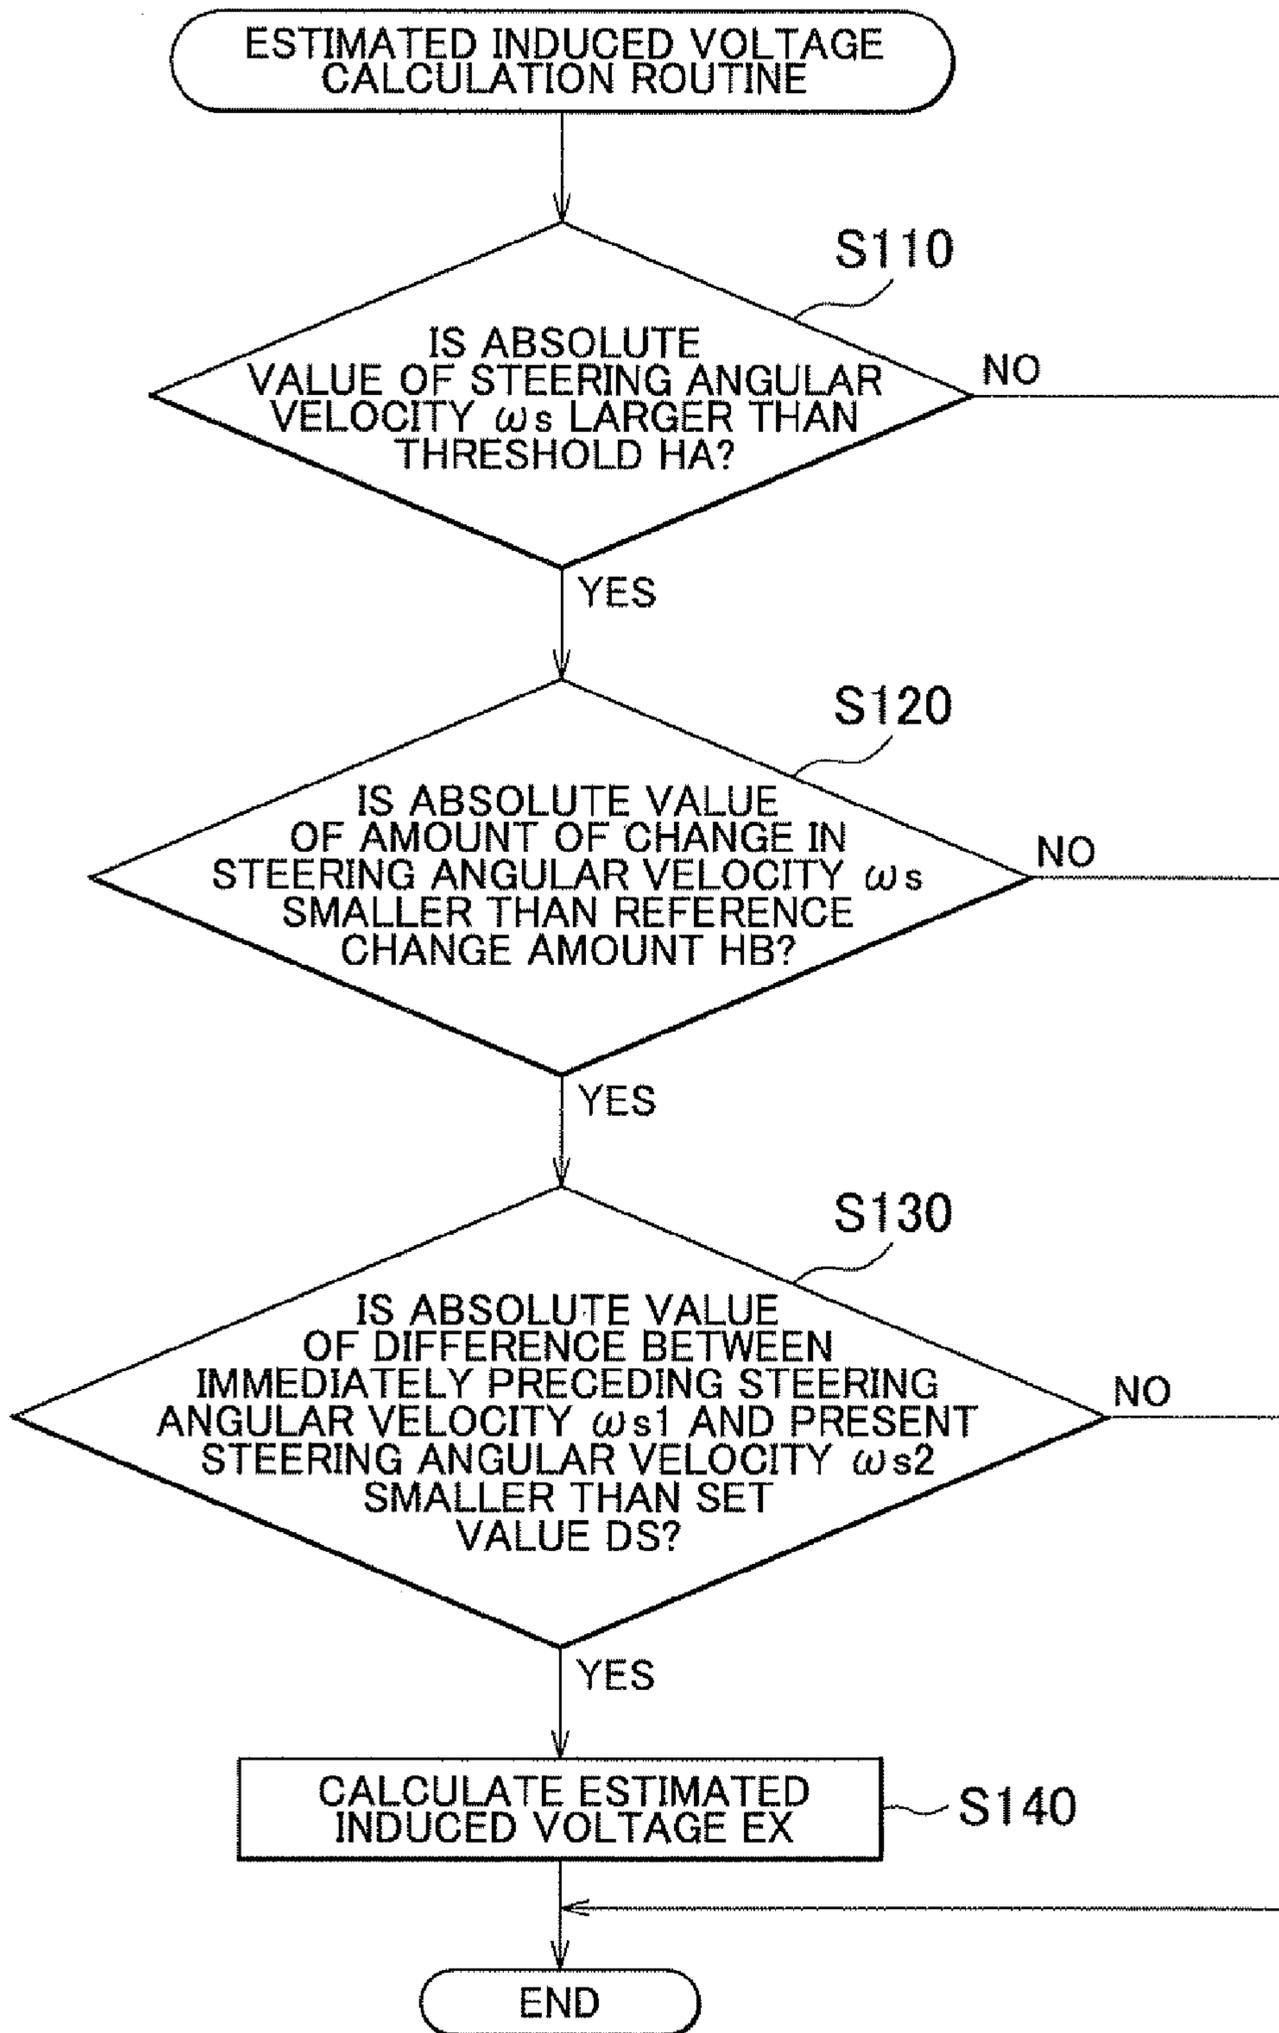 ESTIMATED INDUCED VOLTAGE
CALCULATION ROUTINE
S110
IS ABSOLUTE
VALUE OF STEERING ANGULAR
VELOCITY ωs LARGER THAN
THRESHOLD HA?
NO
YES
S120
IS ABSOLUTE VALUE
OF AMOUNT OF CHANGE IN
STEERING ANGULAR VELOCITY ωs
SMALLER THAN REFERENCE
CHANGE AMOUNT HB?
NO
YES
S130
IS ABSOLUTE VALUE
OF DIFFERENCE BETWEEN
IMMEDIATELY PRECEDING STEERING
ANGULAR VELOCITY ωs1 AND PRESENT
STEERING ANGULAR VELOCITY ωs2
SMALLER THAN SET
VALUE DS?
NO
YES
CALCULATE ESTIMATED
INDUCED VOLTAGE EX
S140
END